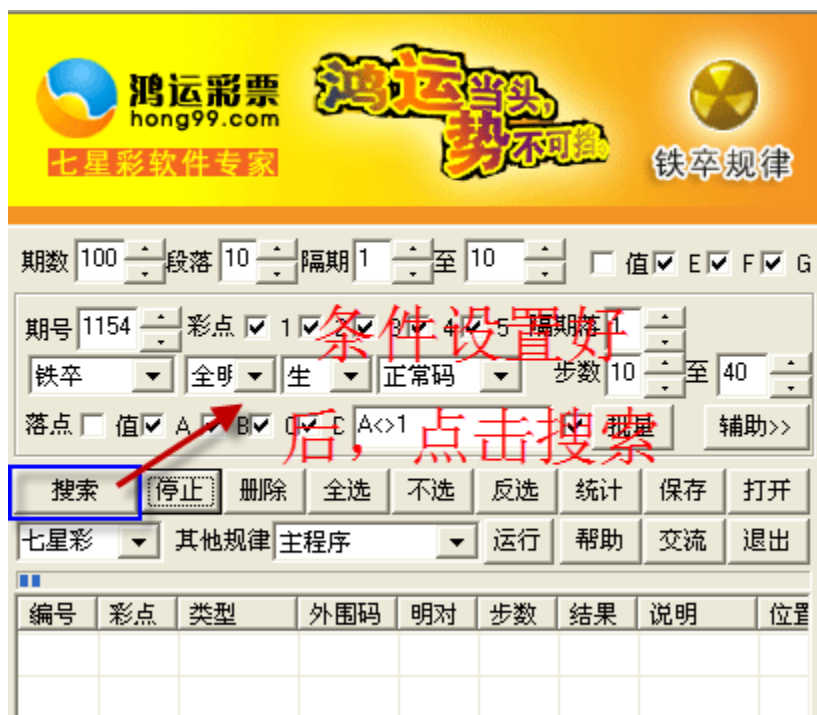 鸿运彩票
hong99.com
七星彩软件专家
鸿运当头,
势不可挡。
铁卒规律
期数 100 段落 10 隔期 1 至 10 值 E F G
期号 1154 彩点 1 2 3 4 5 隔期落 1
条件设置好
铁卒 全明 生 正常码 步数 10 至 40
落点 值 A B C D A<>1 批量 辅助>>
后，点击搜索
搜索 停止 删除 全选 不选 反选 统计 保存 打开
七星彩 其他规律 主程序 运行 帮助 交流 退出
编号 彩点 类型 外围码 明对 步数 结果 说明 位置